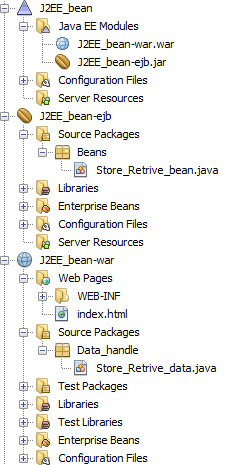 J2EE_bean
Java EE Modules
J2EE_bean-war.war
J2EE_bean-ejb.jar
Configuration Files
Server Resources
J2EE_bean-ejb
Source Packages
Beans
Store_Retrive_bean.java
Libraries
Enterprise Beans
Configuration Files
Server Resources
J2EE_bean-war
Web Pages
WEB-INF
index.html
Source Packages
Data_handle
Store_Retrive_data.java
Test Packages
Libraries
Test Libraries
Enterprise Beans
Configuration Files